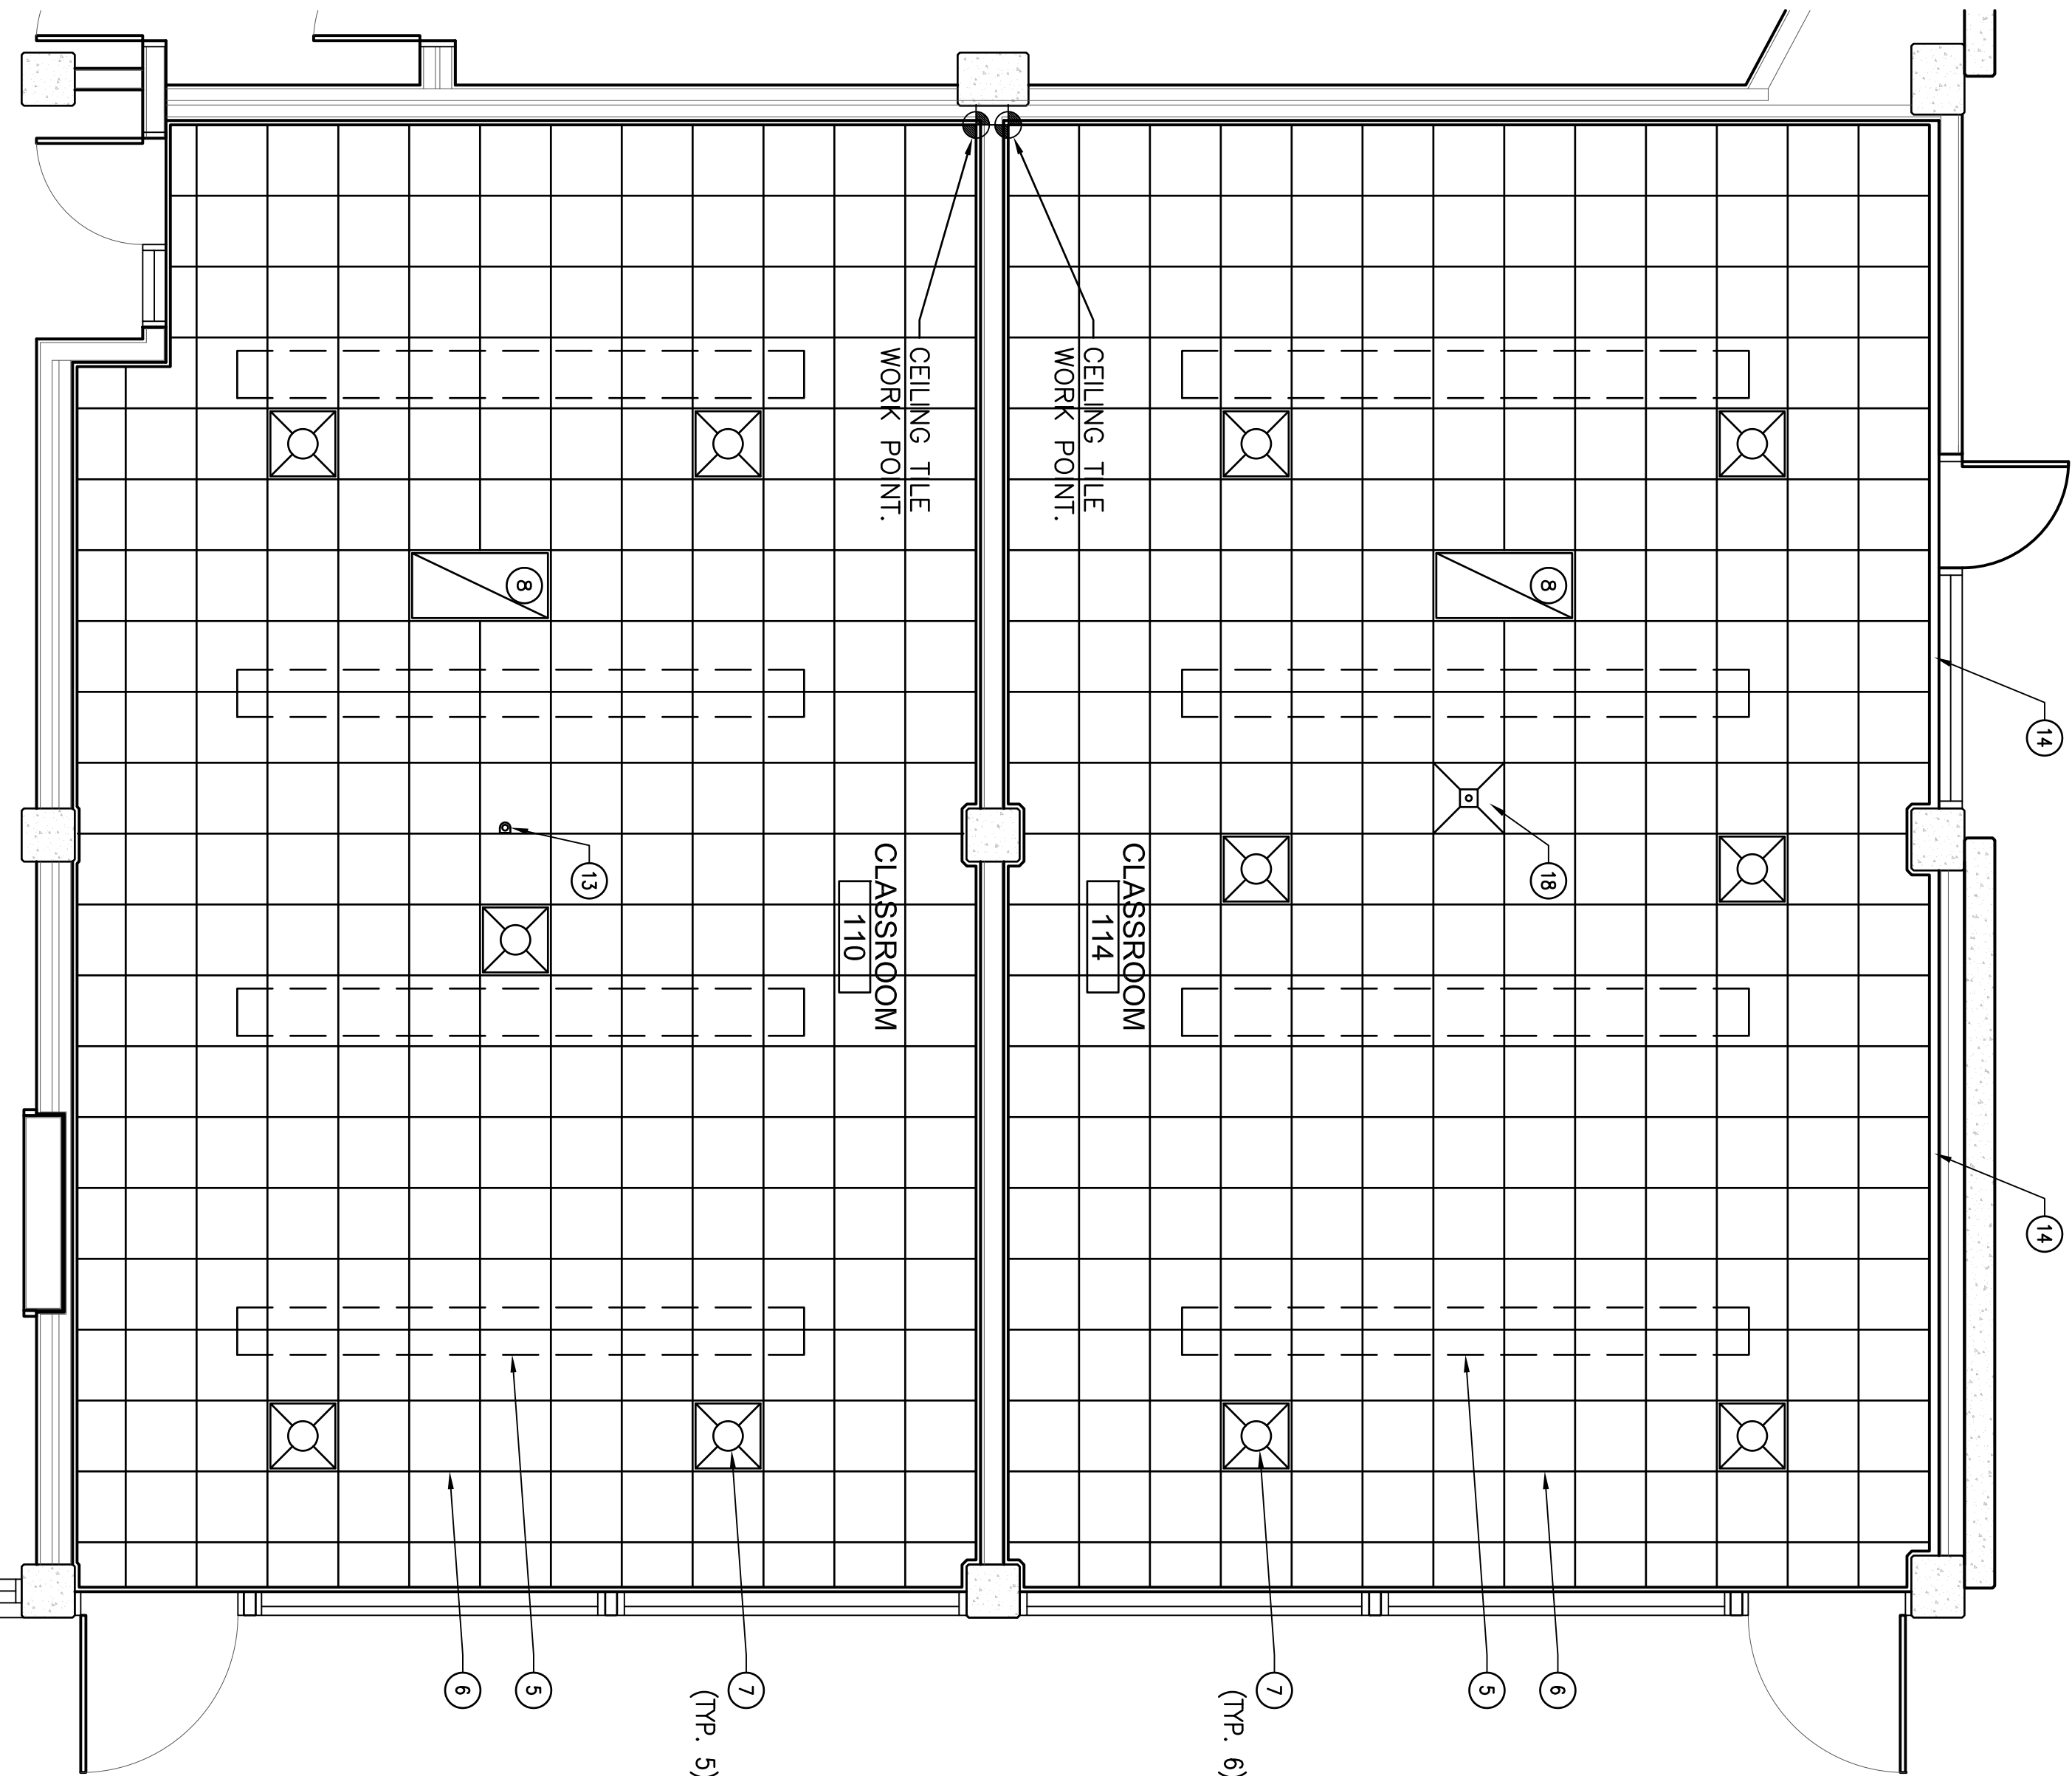 14
14
CEILING TILE
WORK POINT.
8
18
CLASSROOM
114
6
5
7
(TYP. 6)
CEILING TILE
WORK POINT.
CLASSROOM
110
8
13
7
(TYP. 5)
5
6